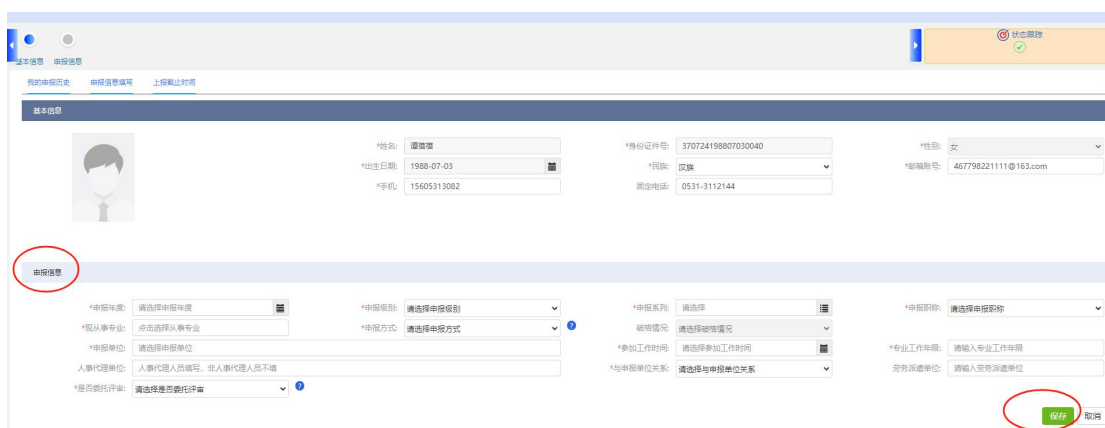 状态跟踪
基本信息 申报信息
我的申报历史 申报信息填写 上报截止时间
基本信息
*姓名: 谭蓓蓓 *身份证件号: 370724198807030040 *性别: 女
*出生日期: 1988-07-03 *民族: 汉族 *邮箱账号: 467798221111@163.com
*手机: 15605313082 固定电话: 0531-3112144
申报信息
*申报年度: 请选择申报年度 *申报级别: 请选择申报级别 *申报系列: 请选择 *申报职称: 请选择申报职称
*现从事专业: 点击选择从事专业 *申报方式: 请选择申报方式 ? 破格情况: 请选择破格情况
*申报单位: 请选择申报单位 *参加工作时间: 请选择参加工作时间 *专业工作年限: 请输入专业工作年限
人事代理单位: 人事代理人员填写，非人事代理人员不填 *与申报单位关系: 请选择与申报单位关系 劳务派遣单位: 请输入劳务派遣单位
*是否委托评审: 请选择是否委托评审 ?
保存 取消